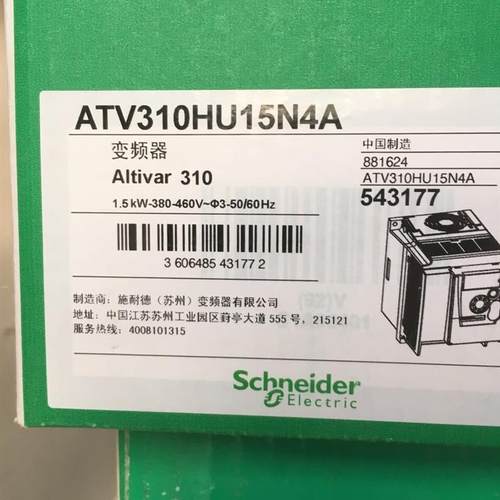 ATV310HU15N4A
变频器
Altivar 310
1.5kW-380-460V~Φ3-50/60Hz
3 606485 43177 2
中国制造
881624
ATV310HU15N4A
543177
制造商：施耐德（苏州）变频器有限公司
地址：中国江苏苏州工业园区葑亭大道 555 号，215121
服务热线：4008101315
Schneider
Electric